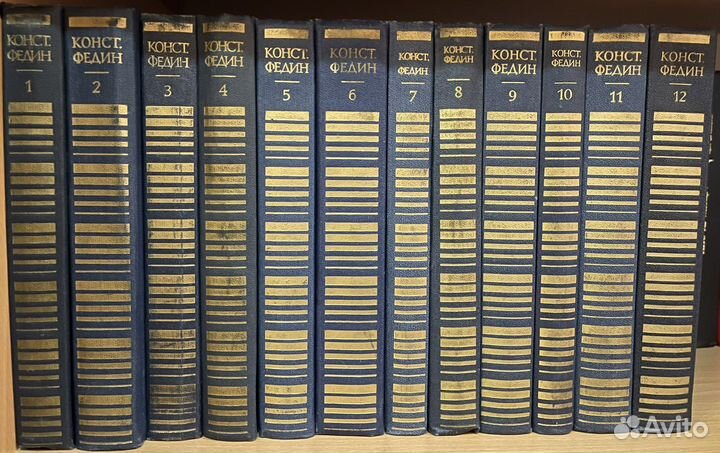 КОНСТ.
ФЕДИН
1
КОНСТ.
ФЕДИН
2
КОНСТ.
ФЕДИН
3
КОНСТ.
ФЕДИН
4
КОНСТ.
ФЕДИН
5
КОНСТ.
ФЕДИН
6
КОНСТ.
ФЕДИН
7
КОНСТ.
ФЕДИН
8
КОНСТ.
ФЕДИН
9
КОНСТ.
ФЕДИН
10
КОНСТ.
ФЕДИН
11
КОНСТ.
ФЕДИН
12
Avito